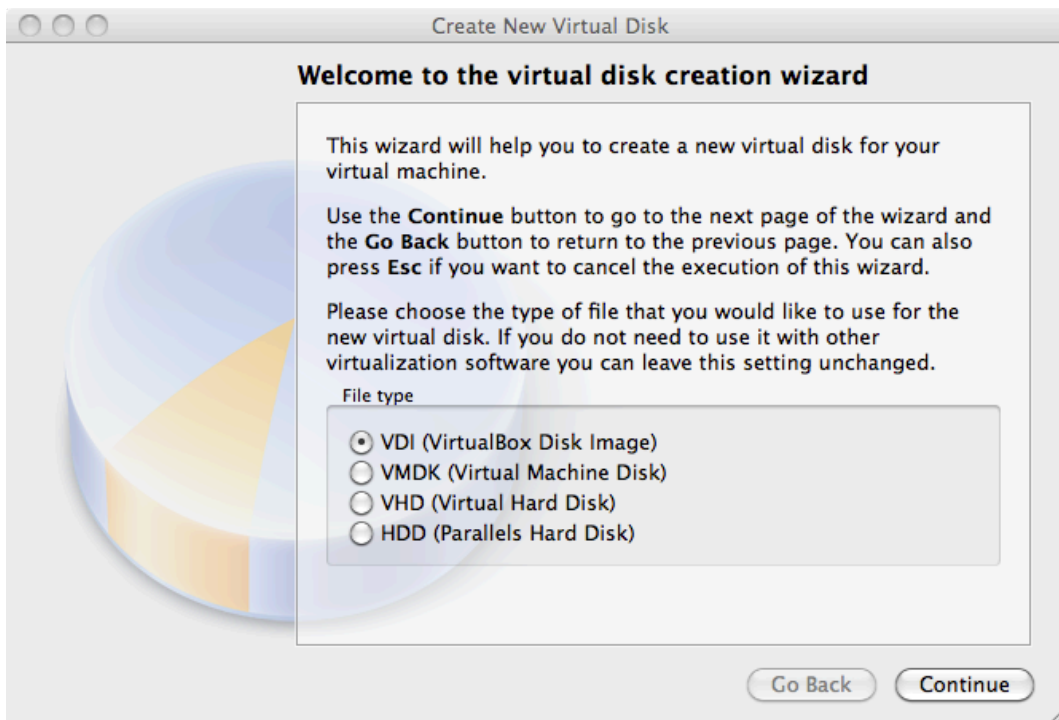 Create New Virtual Disk
Welcome to the virtual disk creation wizard
This wizard will help you to create a new virtual disk for your
virtual machine.
Use the Continue button to go to the next page of the wizard and
the Go Back button to return to the previous page. You can also
press Esc if you want to cancel the execution of this wizard.
Please choose the type of file that you would like to use for the
new virtual disk. If you do not need to use it with other
virtualization software you can leave this setting unchanged.
File type
VDI (VirtualBox Disk Image)
VMDK (Virtual Machine Disk)
VHD (Virtual Hard Disk)
HDD (Parallels Hard Disk)
Go Back
Continue